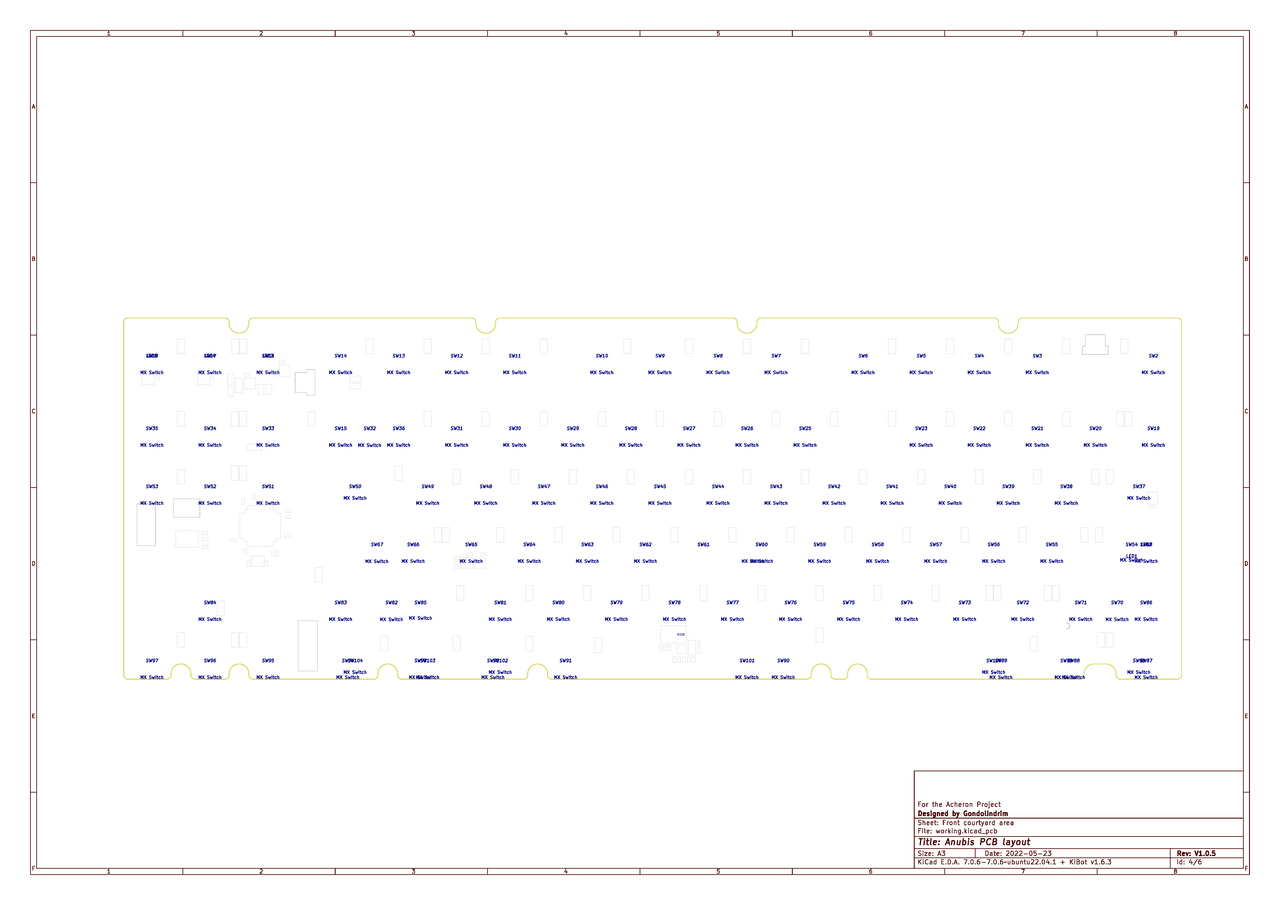 1 2 3 4 5 6 7 8
A A
B B
C C
D D
E E
F F
SW14 SW13 SW12 SW11 SW10 SW9 SW8 SW7 SW6 SW5 SW4 SW3 SW2
MX Switch MX Switch MX Switch MX Switch MX Switch MX Switch MX Switch MX Switch MX Switch MX Switch MX Switch MX Switch MX Switch MX Switch MX Switch MX Switch
SW35 SW34 SW33 SW15 SW32 SW36 SW31 SW30 SW29 SW28 SW27 SW26 SW25 SW23 SW22 SW21 SW20 SW19
MX Switch MX Switch MX Switch MX Switch MX Switch MX Switch MX Switch MX Switch MX Switch MX Switch MX Switch MX Switch MX Switch MX Switch MX Switch MX Switch MX Switch MX Switch
SW53 SW52 SW51 SW50 SW49 SW48 SW47 SW46 SW45 SW44 SW43 SW42 SW41 SW40 SW39 SW38 SW37
MX Switch MX Switch MX Switch MX Switch MX Switch MX Switch MX Switch MX Switch MX Switch MX Switch MX Switch MX Switch MX Switch MX Switch MX Switch MX Switch MX Switch
SW67 SW66 SW65 SW64 SW63 SW62 SW61 SW60 SW59 SW58 SW57 SW56 SW55 SW54
LED1
MX Switch MX Switch MX Switch MX Switch MX Switch MX Switch MX Switch MX Switch MX Switch MX Switch MX Switch MX Switch MX Switch
SW84 SW83 SW82 SW85 SW81 SW80 SW79 SW78 SW77 SW76 SW75 SW74 SW73 SW72 SW71 SW70 SW86
MX Switch MX Switch MX Switch MX Switch MX Switch MX Switch MX Switch MX Switch MX Switch MX Switch MX Switch MX Switch MX Switch MX Switch MX Switch MX Switch MX Switch
SW97 SW96 SW95 SW91 SW101 SW90
MX Switch MX Switch MX Switch MX Switch MX Switch MX Switch MX Switch MX Switch MX Switch MX Switch MX Switch MX Switch MX Switch
For the Acheron Project
Designed by Gondolindrim
Sheet: Front courtyard area
File: working.kicad_pcb
Title: Anubis PCB layout
Size: A3 Date: 2022-05-23 Rev: V1.0.5
KiCad E.D.A. 7.0.6-7.0.6~ubuntu22.04.1 + KiBot v1.6.3 Id: 4/6
1 2 3 4 5 6 7 8